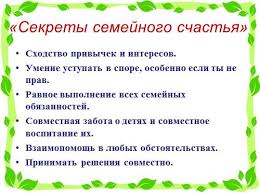 «Секреты семейного счастья»
• Сходство привычек и интересов.
• Умение уступать в споре, особенно если ты не
прав.
• Равное выполнение всех семейных
обязанностей.
• Совместная забота о детях и совместное
воспитание их.
• Взаимопомощь в любых обстоятельствах.
• Принимать решения совместно.